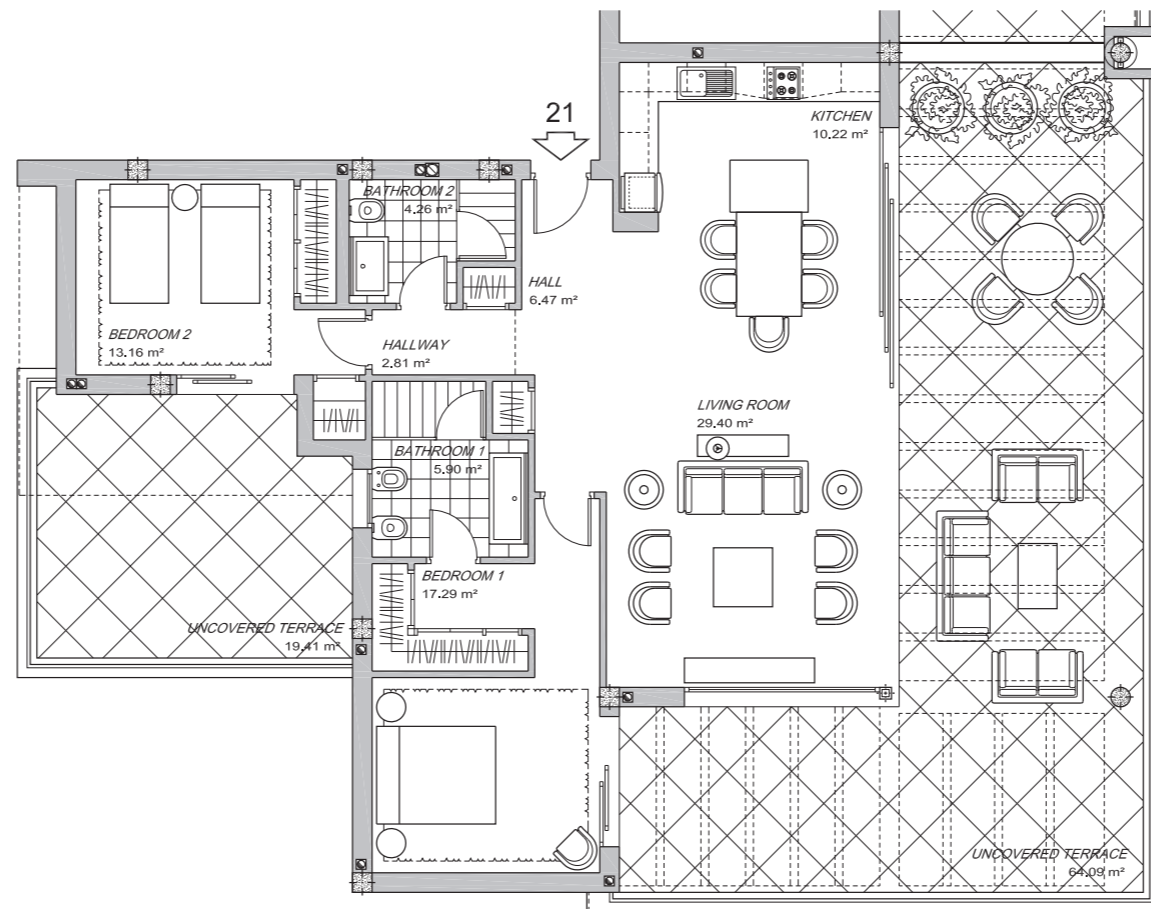 21
KITCHEN
10.22 m²
BATHROOM 2
4.26 m²
HALL
6.47 m²
BEDROOM 2
13.16 m²
HALLWAY
2.81 m²
LIVING ROOM
29.40 m²
BATHROOM 1
5.90 m²
BEDROOM 1
17.29 m²
UNCOVERED TERRACE
19.41 m²
UNCOVERED TERRACE
64.09 m²